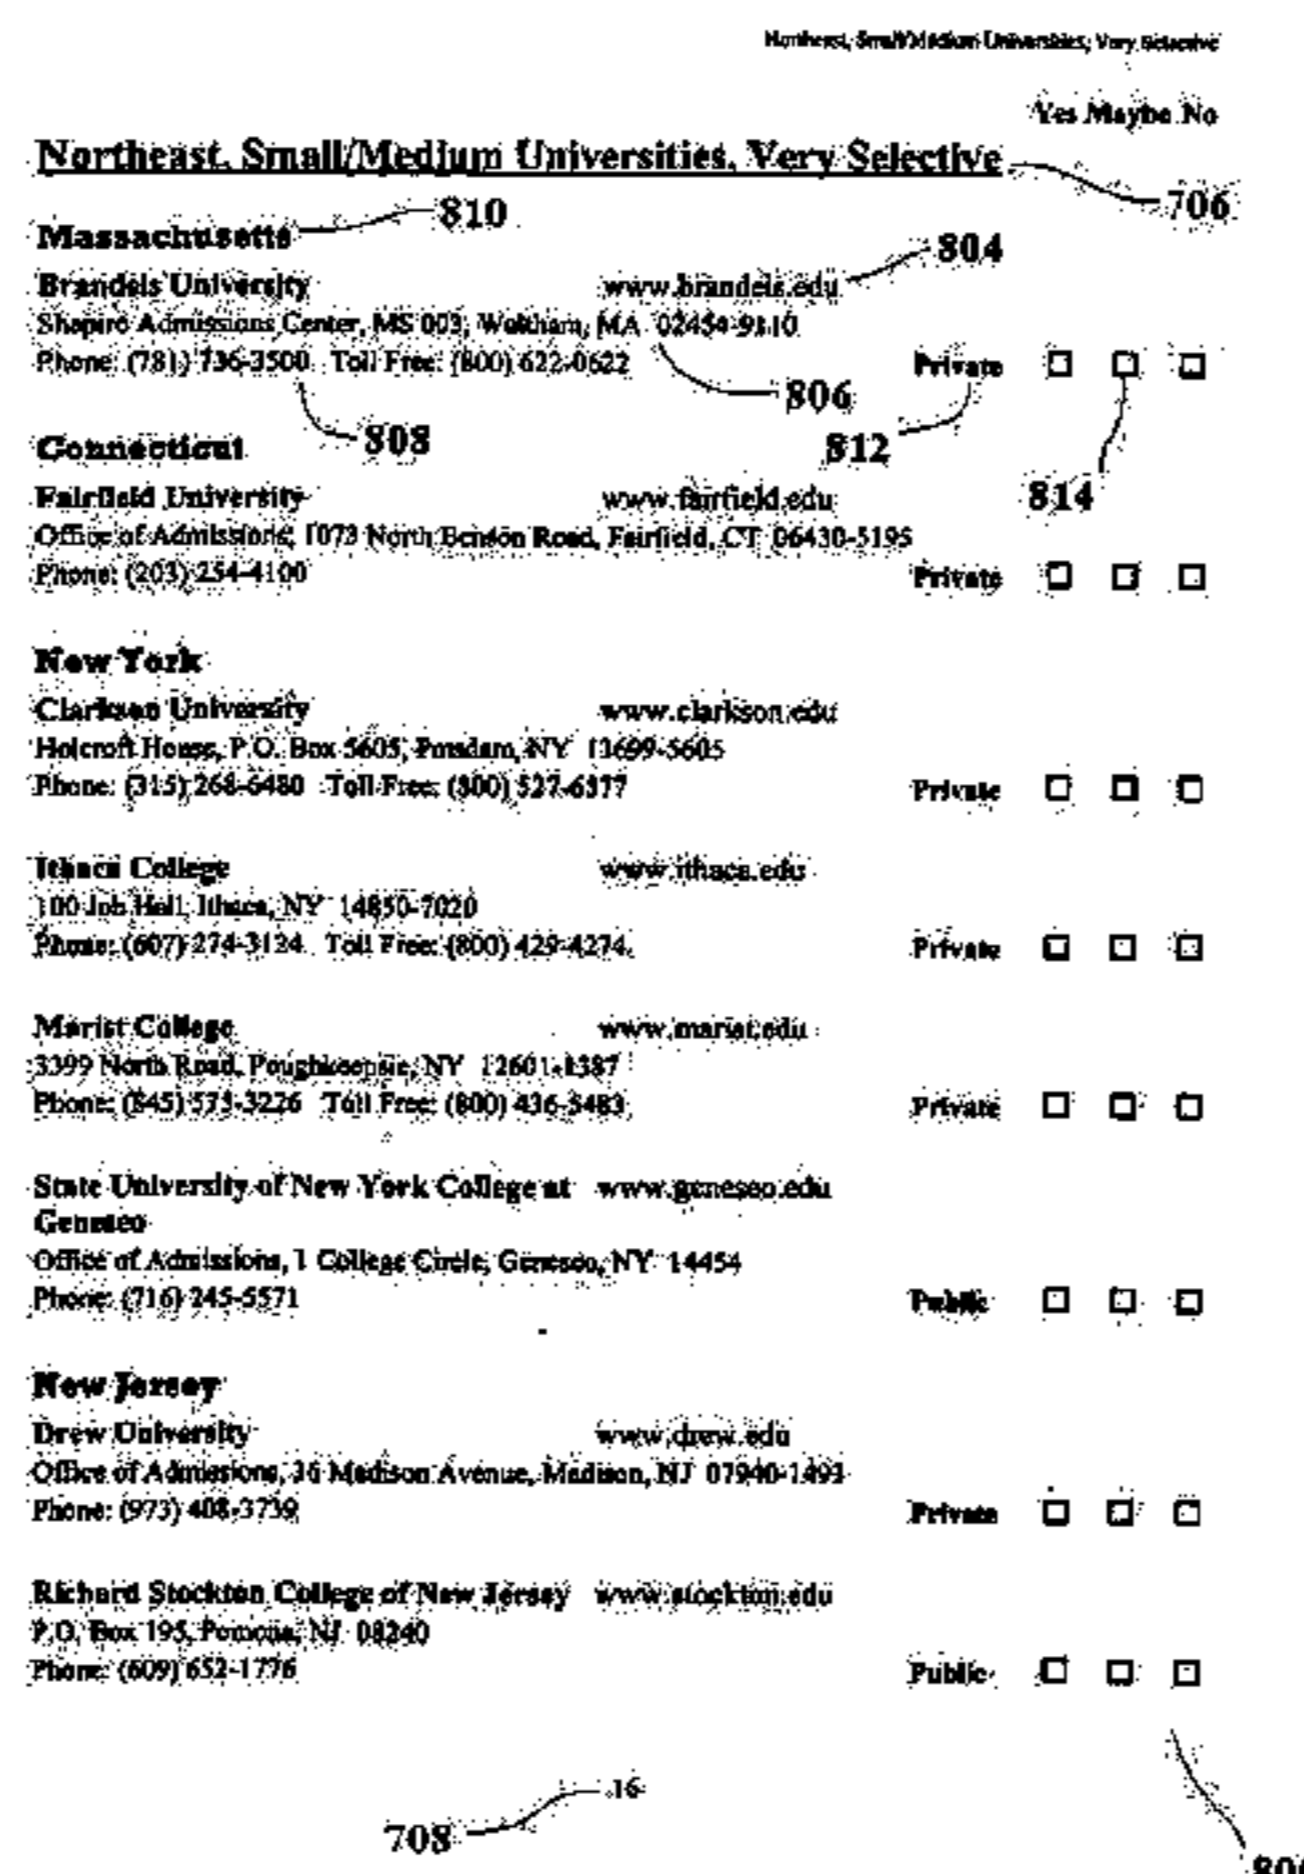 Northeast, Small/Medium Universities, Very Selective
Yes Maybe No
Northeast, Small/Medium Universities, Very Selective
706
Massachusetts
810
804
Brandeis University www.brandeis.edu
Shapiro Admissions Center, MS 003, Waltham, MA 02454-9110
Phone: (781) 736-3500 Toll Free: (800) 622-0622 Private
806
808
812
814
Connecticut
Fairfield University www.fairfield.edu
Office of Admissions, 1073 North Benson Road, Fairfield, CT 06430-5195
Phone: (203) 254-4100 Private
New York
Clarkson University www.clarkson.edu
Holcroft House, P.O. Box 5605, Potsdam, NY 13699-5605
Phone: (315) 268-6480 Toll Free: (800) 527-6577 Private
Ithaca College www.ithaca.edu
100 Job Hall, Ithaca, NY 14850-7020
Phone: (607) 274-3124 Toll Free: (800) 429-4274 Private
Marist College www.marist.edu
3399 North Road, Poughkeepsie, NY 12601-1387
Phone: (845) 575-3226 Toll Free: (800) 436-5483 Private
State University of New York College at www.geneseo.edu
Geneseo
Office of Admissions, 1 College Circle, Geneseo, NY 14454
Phone: (716) 245-5571 Public
New Jersey
Drew University www.drew.edu
Office of Admissions, 36 Madison Avenue, Madison, NJ 07940-1493
Phone: (973) 408-3739 Private
Richard Stockton College of New Jersey www.stockton.edu
P.O. Box 195, Pomona, NJ 08240
Phone: (609) 652-1776 Public
16
708